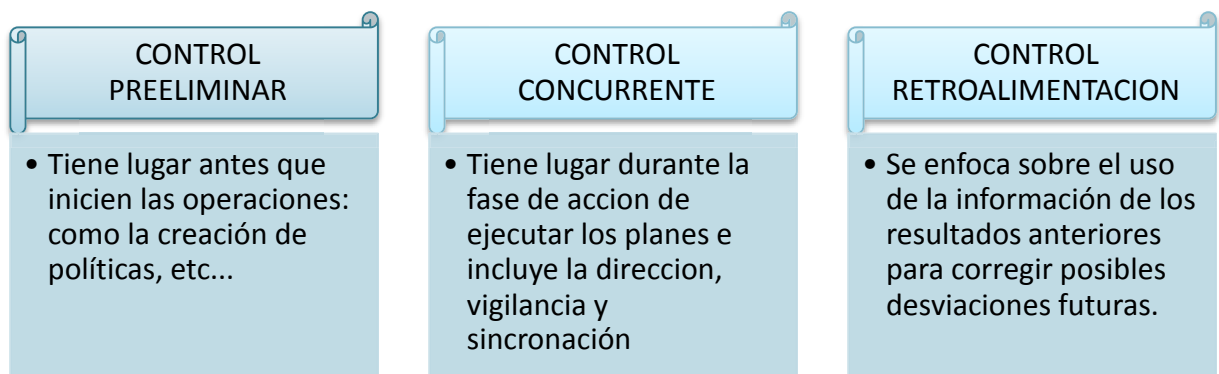 CONTROL
PREELIMINAR
• Tiene lugar antes que
inicien las operaciones:
como la creación de
políticas, etc...
CONTROL
CONCURRENTE
• Tiene lugar durante la
fase de accion de
ejecutar los planes e
incluye la direccion,
vigilancia y
sincronación
CONTROL
RETROALIMENTACION
• Se enfoca sobre el uso
de la información de los
resultados anteriores
para corregir posibles
desviaciones futuras.